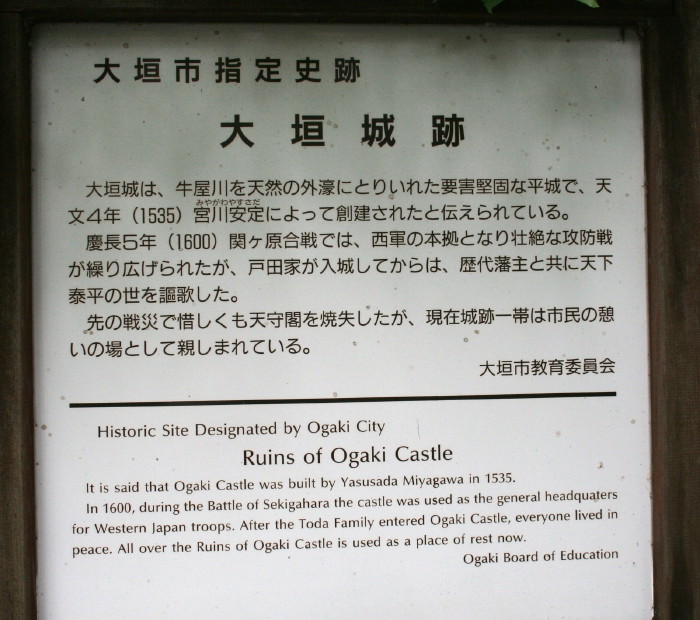 大垣市指定史跡
大垣城跡
大垣城は、牛屋川を天然の外濠にとりいれた要害堅固な平城で、天
みやがわやすさだ
文4年（1535）宮川安定によって創建されたと伝えられている。
慶長5年（1600）関ヶ原合戦では、西軍の本拠となり壮絶な攻防戦
が繰り広げられたが、戸田家が入城してからは、歴代藩主と共に天下
泰平の世を謳歌した。
先の戦災で惜しくも天守閣を焼失したが、現在城跡一帯は市民の憩
いの場として親しまれている。
大垣市教育委員会
Historic Site Designated by Ogaki City
Ruins of Ogaki Castle
It is said that Ogaki Castle was built by Yasusada Miyagawa in 1535.
In 1600, during the Battle of Sekigahara the castle was used as the general headquaters
for Western Japan troops. After the Toda Family entered Ogaki Castle, everyone lived in
peace. All over the Ruins of Ogaki Castle is used as a place of rest now.
Ogaki Board of Education